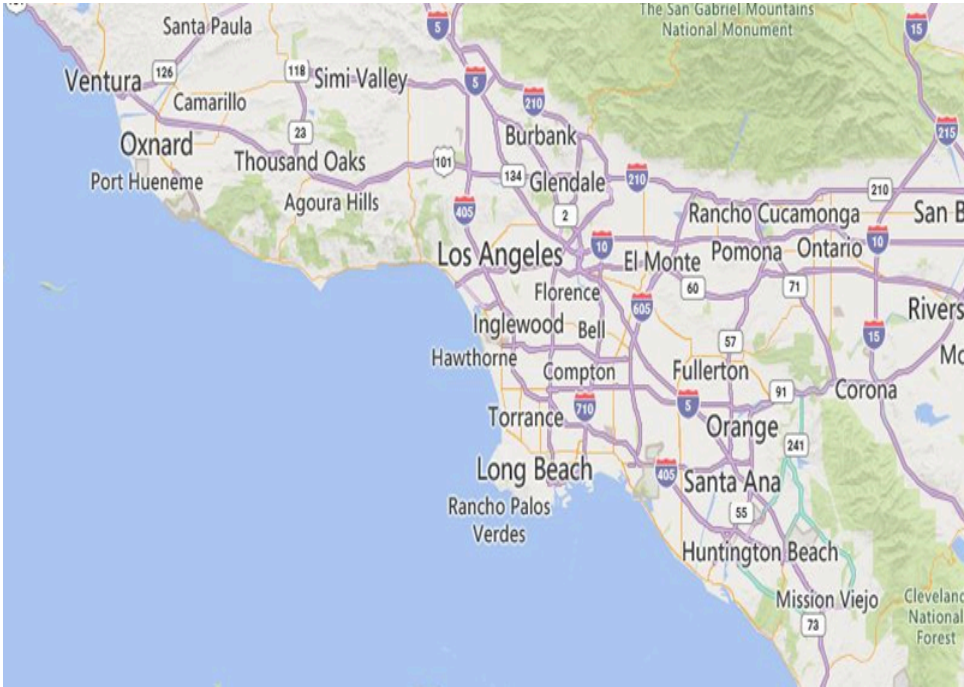 101
Santa Paula
5
The San Gabriel Mountains
National Monument
15
Ventura
126
118
Simi Valley
5
Camarillo
210
23
Oxnard
Burbank
215
Thousand Oaks
101
134
Glendale
210
Port Hueneme
210
Agoura Hills
405
2
Rancho Cucamonga
San B
Los Angeles
10
El Monte
Pomona
Ontario
10
Florence
60
71
605
Rivers
Inglewood
Bell
15
57
Mo
Hawthorne
Compton
Fullerton
91
Corona
710
5
Torrance
Orange
241
Long Beach
405
Santa Ana
Rancho Palos
Verdes
55
Huntington Beach
Mission Viejo
Cleveland
National
Forest
73